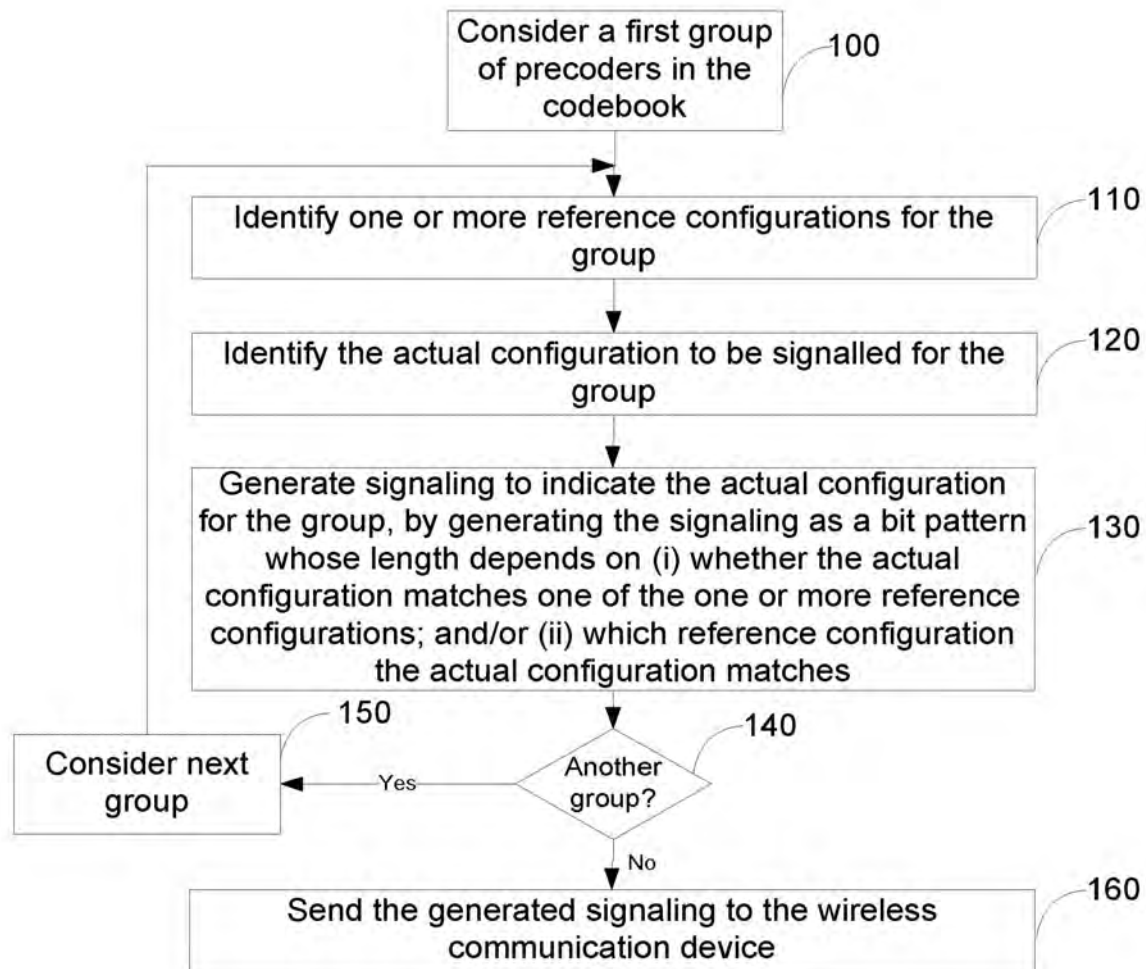 Consider a first group
of precoders in the
codebook
100
Identify one or more reference configurations for the
group
110
Identify the actual configuration to be signalled for the
group
120
Generate signaling to indicate the actual configuration
for the group, by generating the signaling as a bit pattern
whose length depends on (i) whether the actual
configuration matches one of the one or more reference
configurations; and/or (ii) which reference configuration
the actual configuration matches
130
150
Consider next
group
Yes
Another
group?
140
No
Send the generated signaling to the wireless
communication device
160